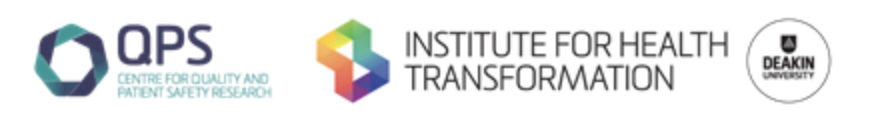 QPS
CENTRE FOR QUALITY AND
PATIENT SAFETY RESEARCH
INSTITUTE FOR HEALTH
TRANSFORMATION
DEAKIN
UNIVERSITY